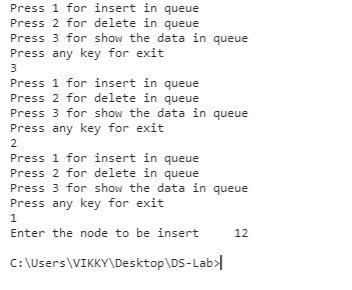 Press 1 for insert in queue
Press 2 for delete in queue
Press 3 for show the data in queue
Press any key for exit
3
Press 1 for insert in queue
Press 2 for delete in queue
Press 3 for show the data in queue
Press any key for exit
2
Press 1 for insert in queue
Press 2 for delete in queue
Press 3 for show the data in queue
Press any key for exit
1
Enter the node to be insert     12
C:\Users\VIKKY\Desktop\DS-Lab>